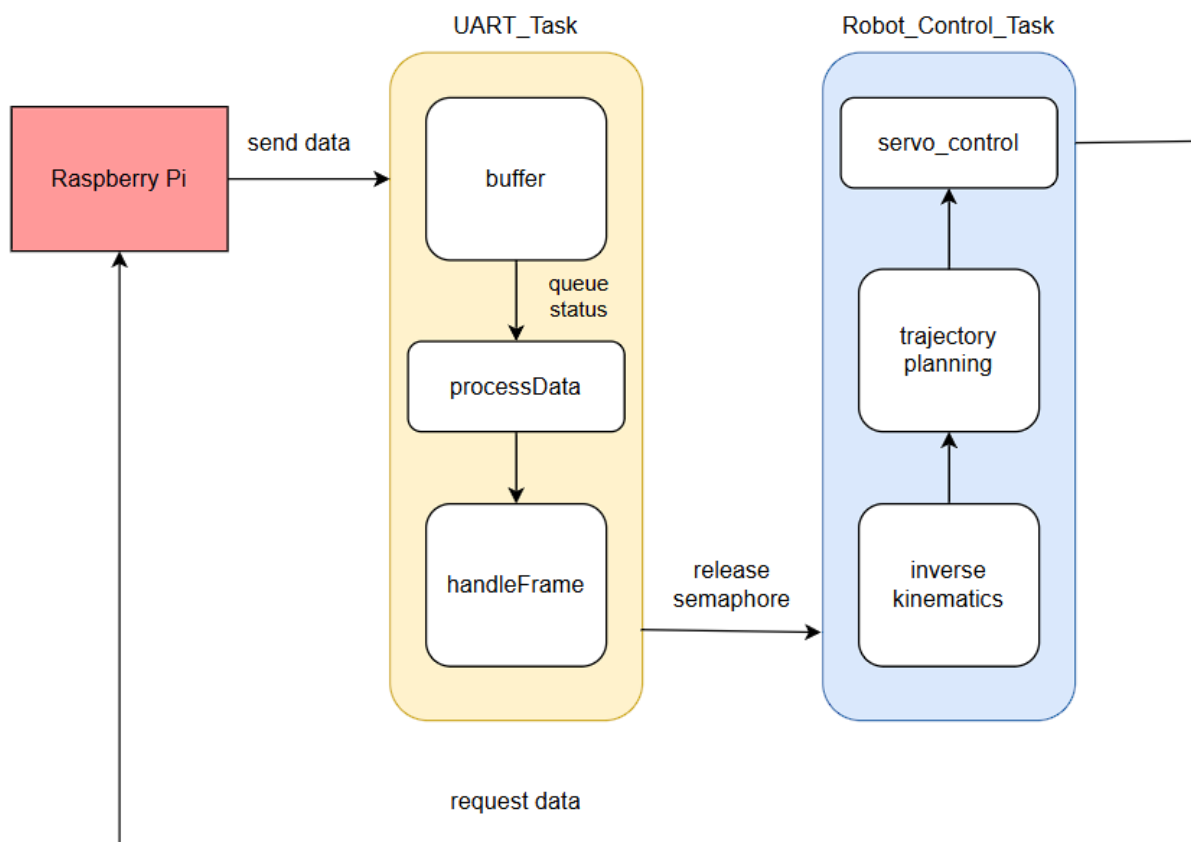 UART_Task
Robot_Control_Task
Raspberry Pi
send data
buffer
queue
status
processData
handleFrame
release
semaphore
servo_control
trajectory
planning
inverse
kinematics
request data